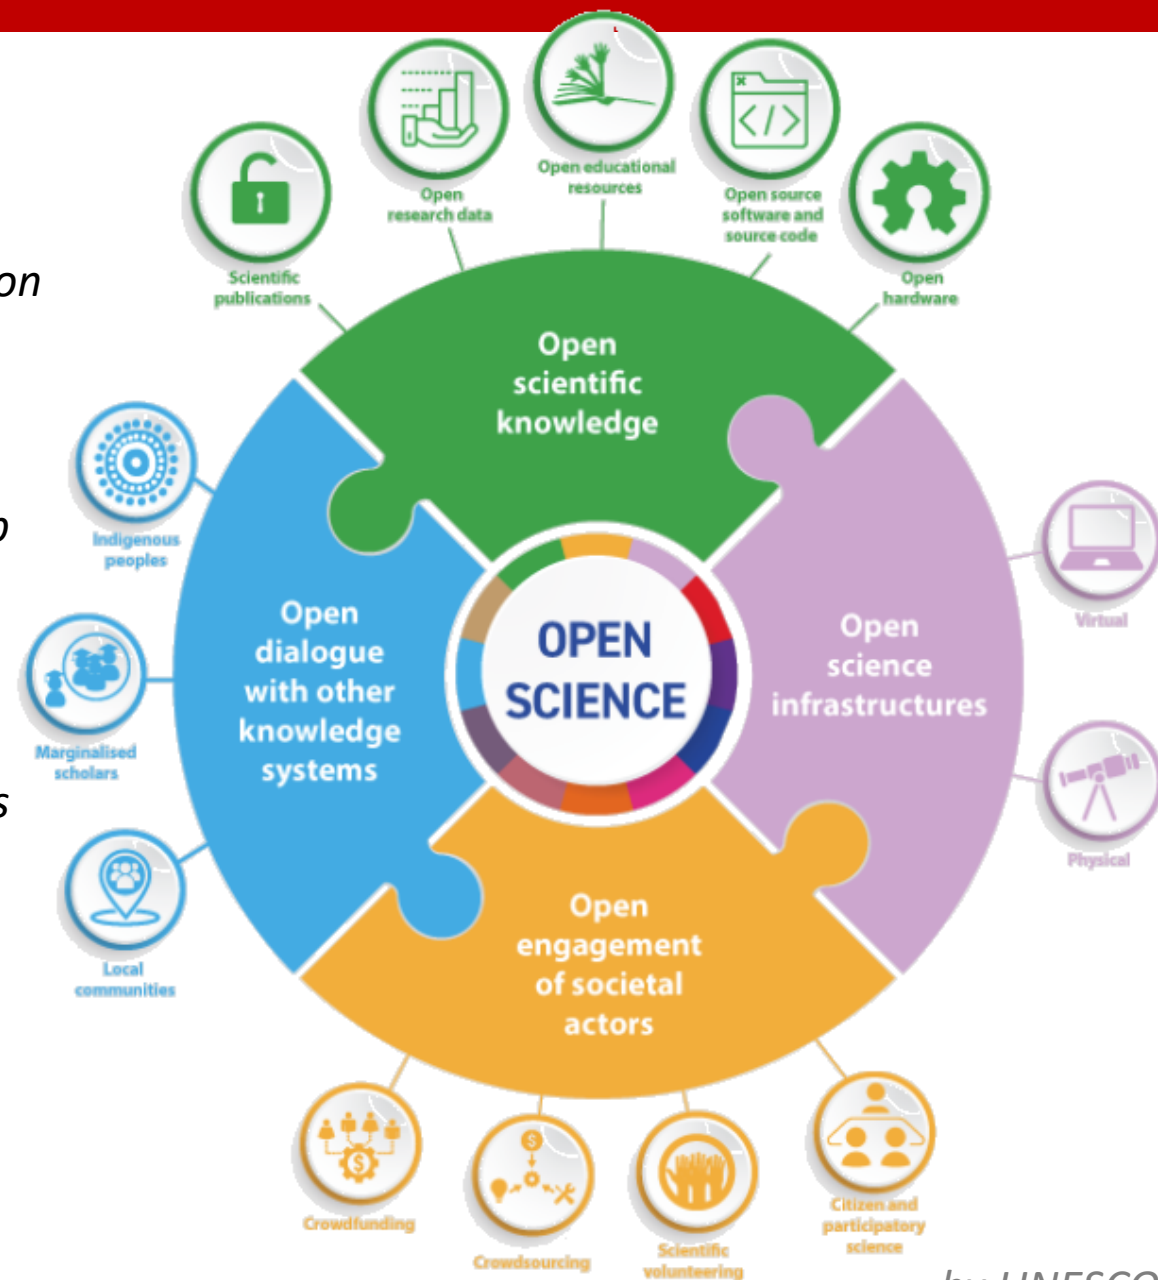 Open educational
resources
Open
research data
Open source
software and
source code
Scientific
publications
Open
hardware
on
Open
scientific
knowledge
Indigenous
peoples
Virtual
Open
dialogue
with other
knowledge
systems
OPEN
SCIENCE
Open
science
infrastructures
Marginalised
scholars
s
Physical
Local
communities
Open
engagement
of societal
actors
Crowdfunding
Crowdsourcing
Scientific
volunteering
Citizen and
participatory
science
by UNESCO